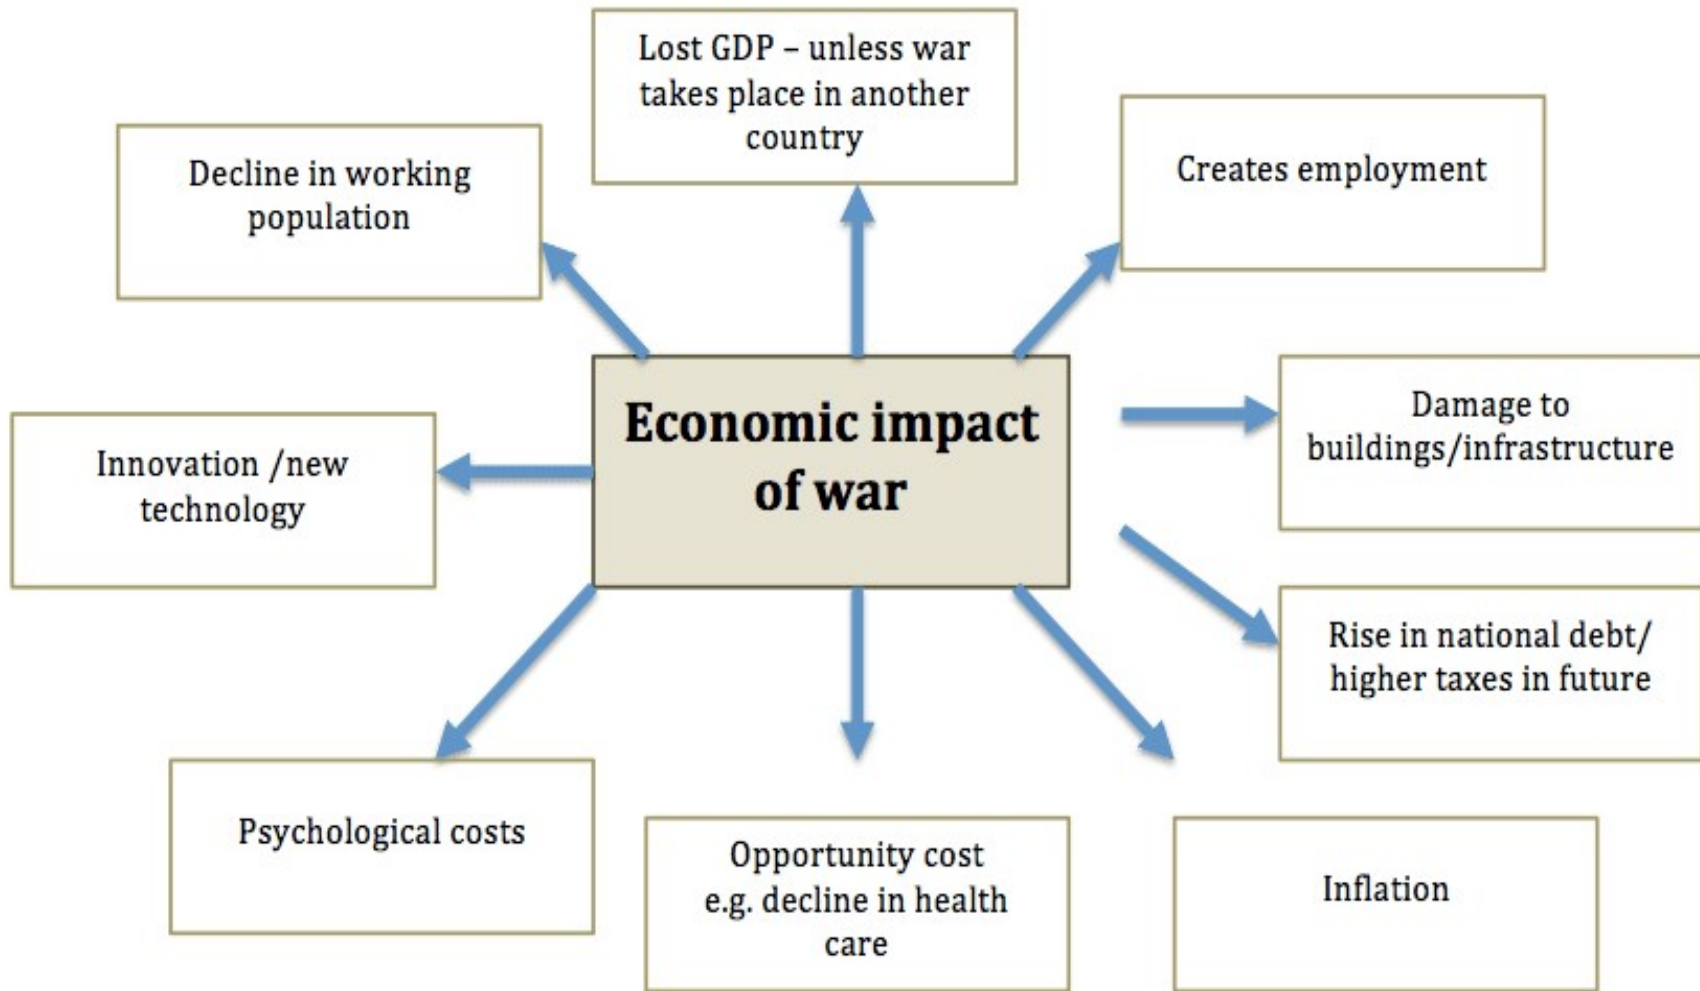 Lost GDP – unless war
takes place in another
country
Creates employment
Decline in working
population
Economic impact
of war
Damage to
buildings/infrastructure
Innovation /new
technology
Rise in national debt/
higher taxes in future
Psychological costs
Opportunity cost
e.g. decline in health
care
Inflation